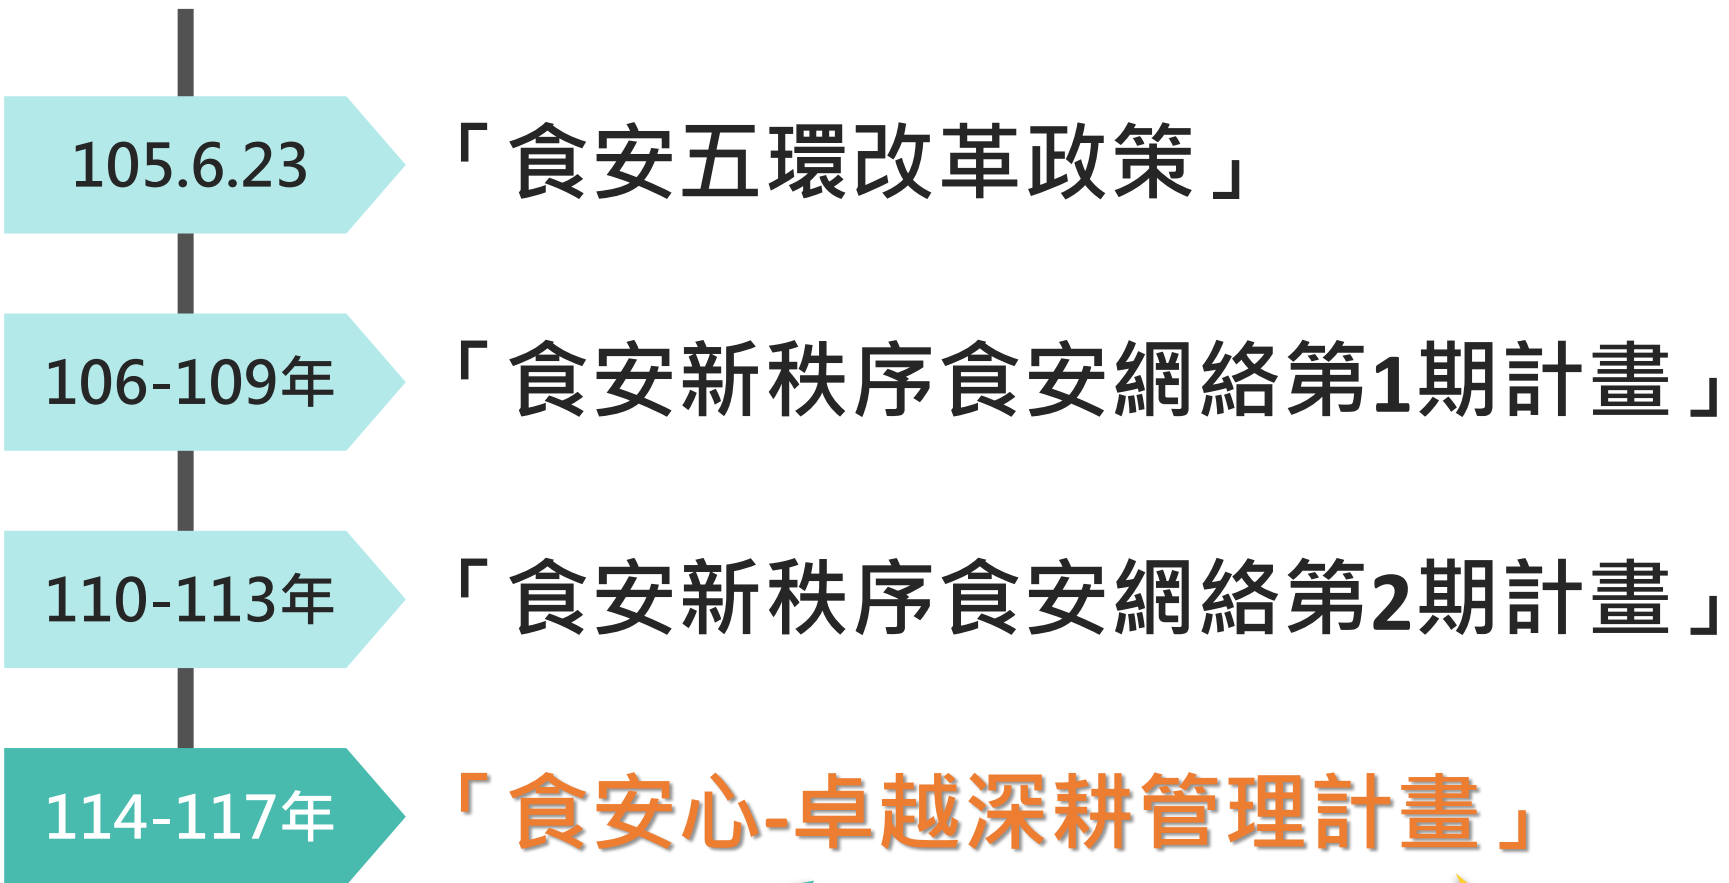 105.6.23
「食安五環改革政策」
106-109年
「食安新秩序食安網絡第1期計畫」
110-113年
「食安新秩序食安網絡第2期計畫」
114-117年
「食安心-卓越深耕管理計畫」